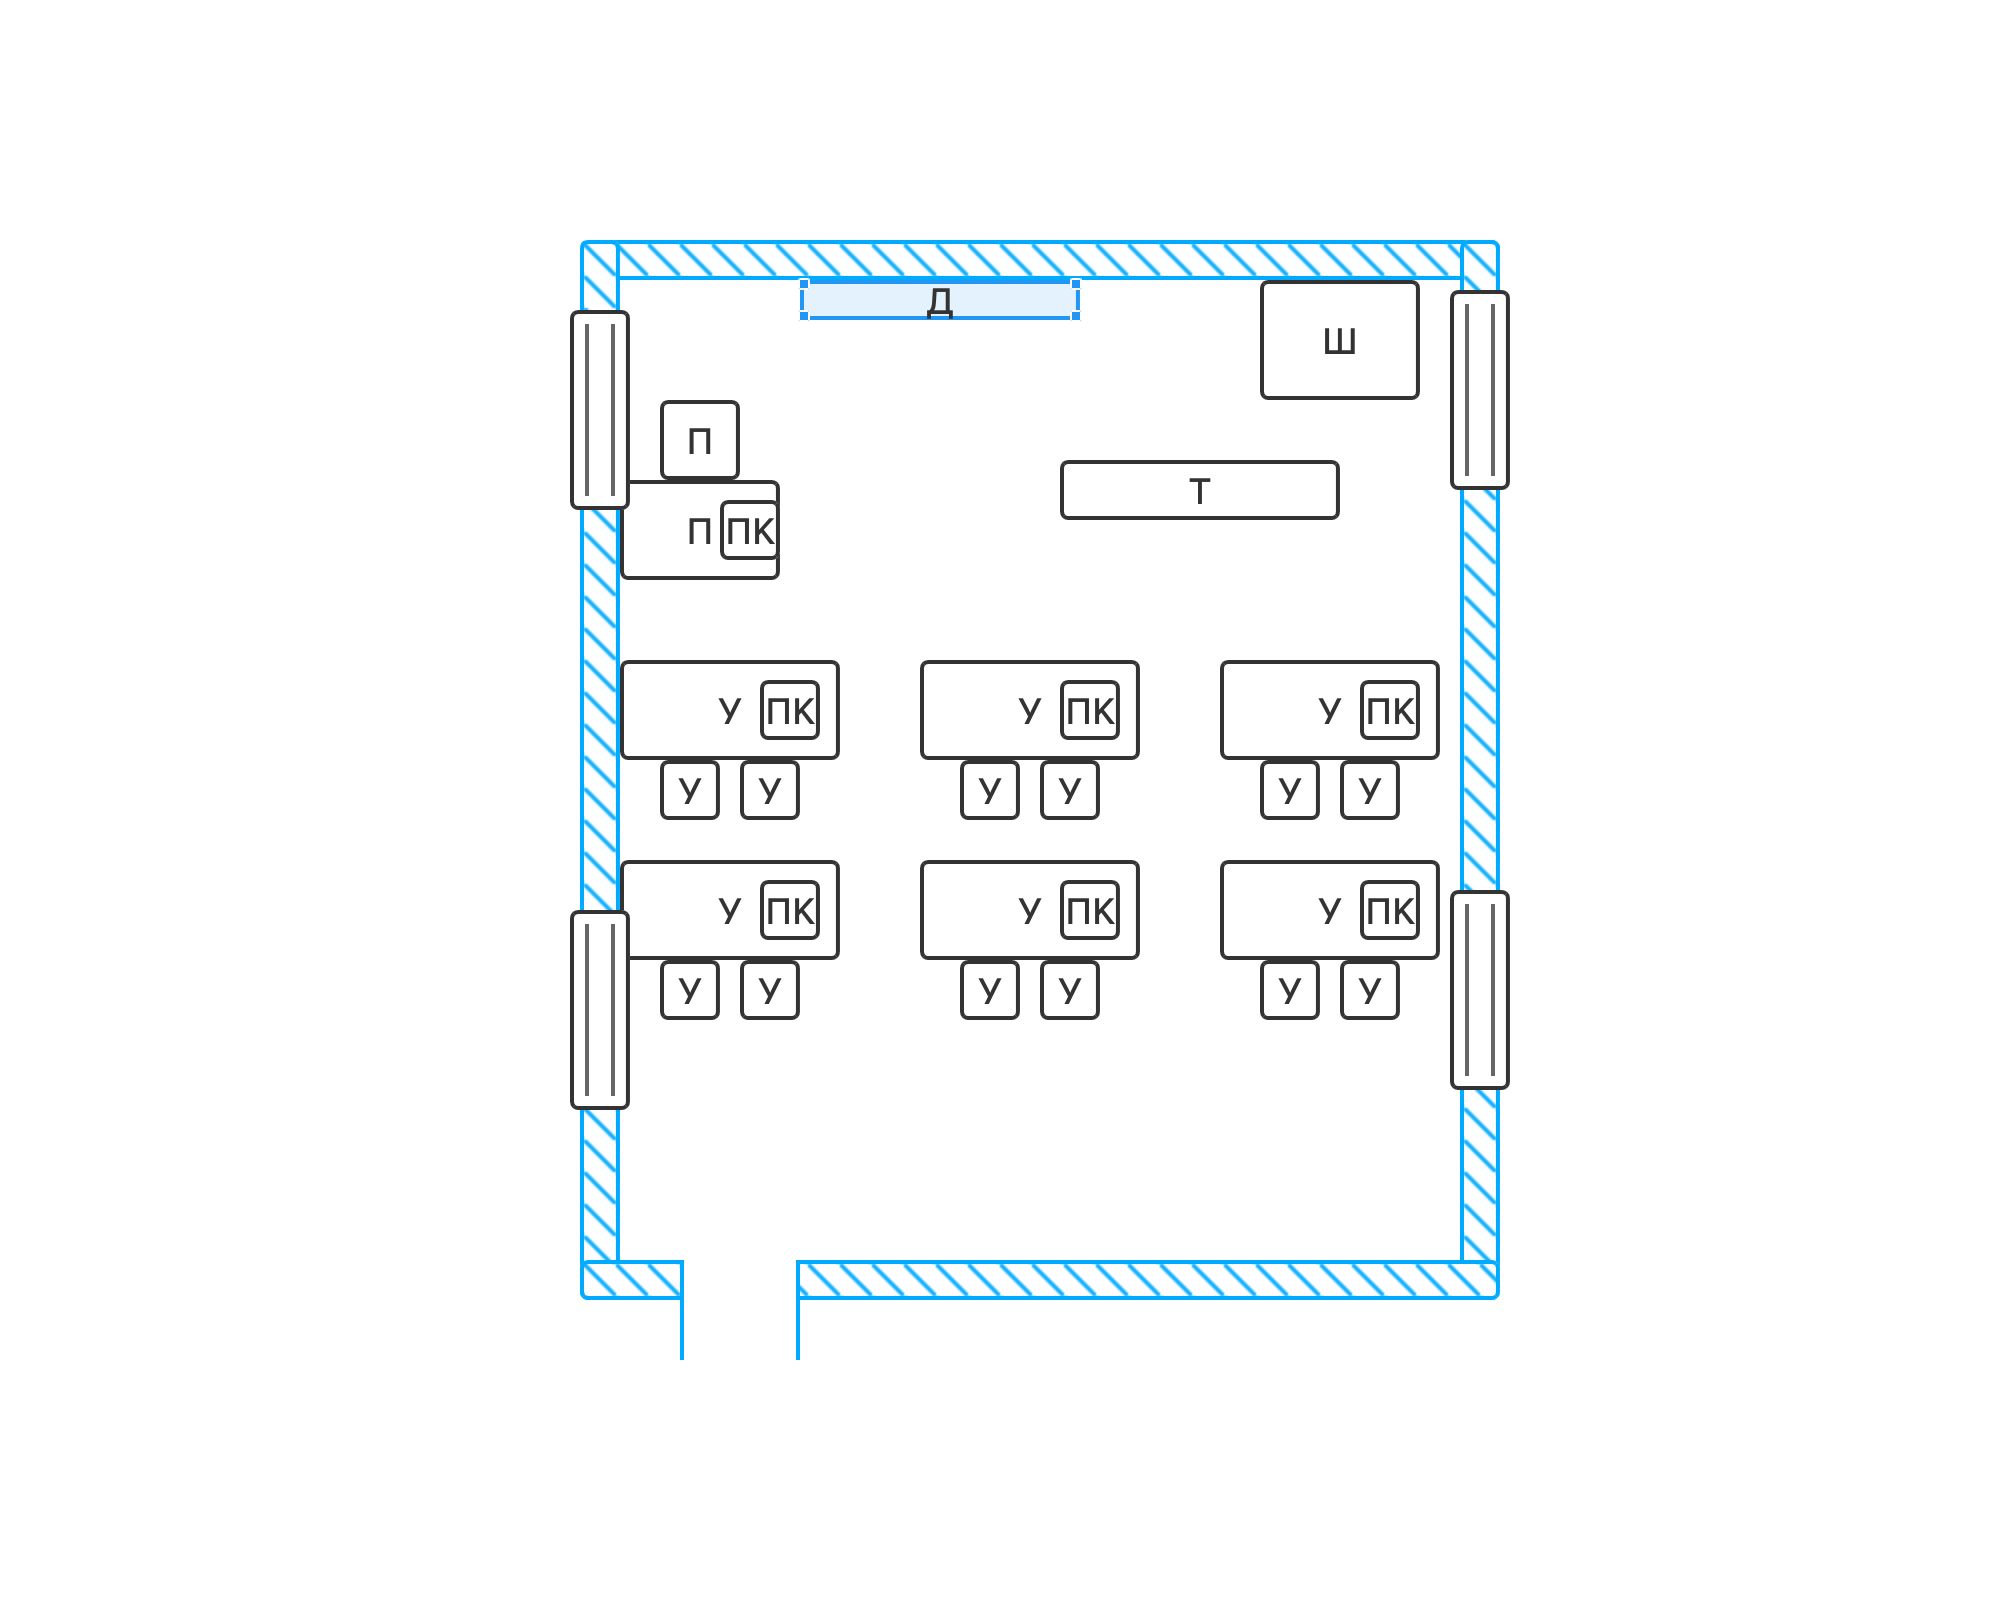 Д
Ш
П
Т
П ПК
У ПК У ПК У ПК
У У У У У У
У ПК У ПК У ПК
У У У У У У